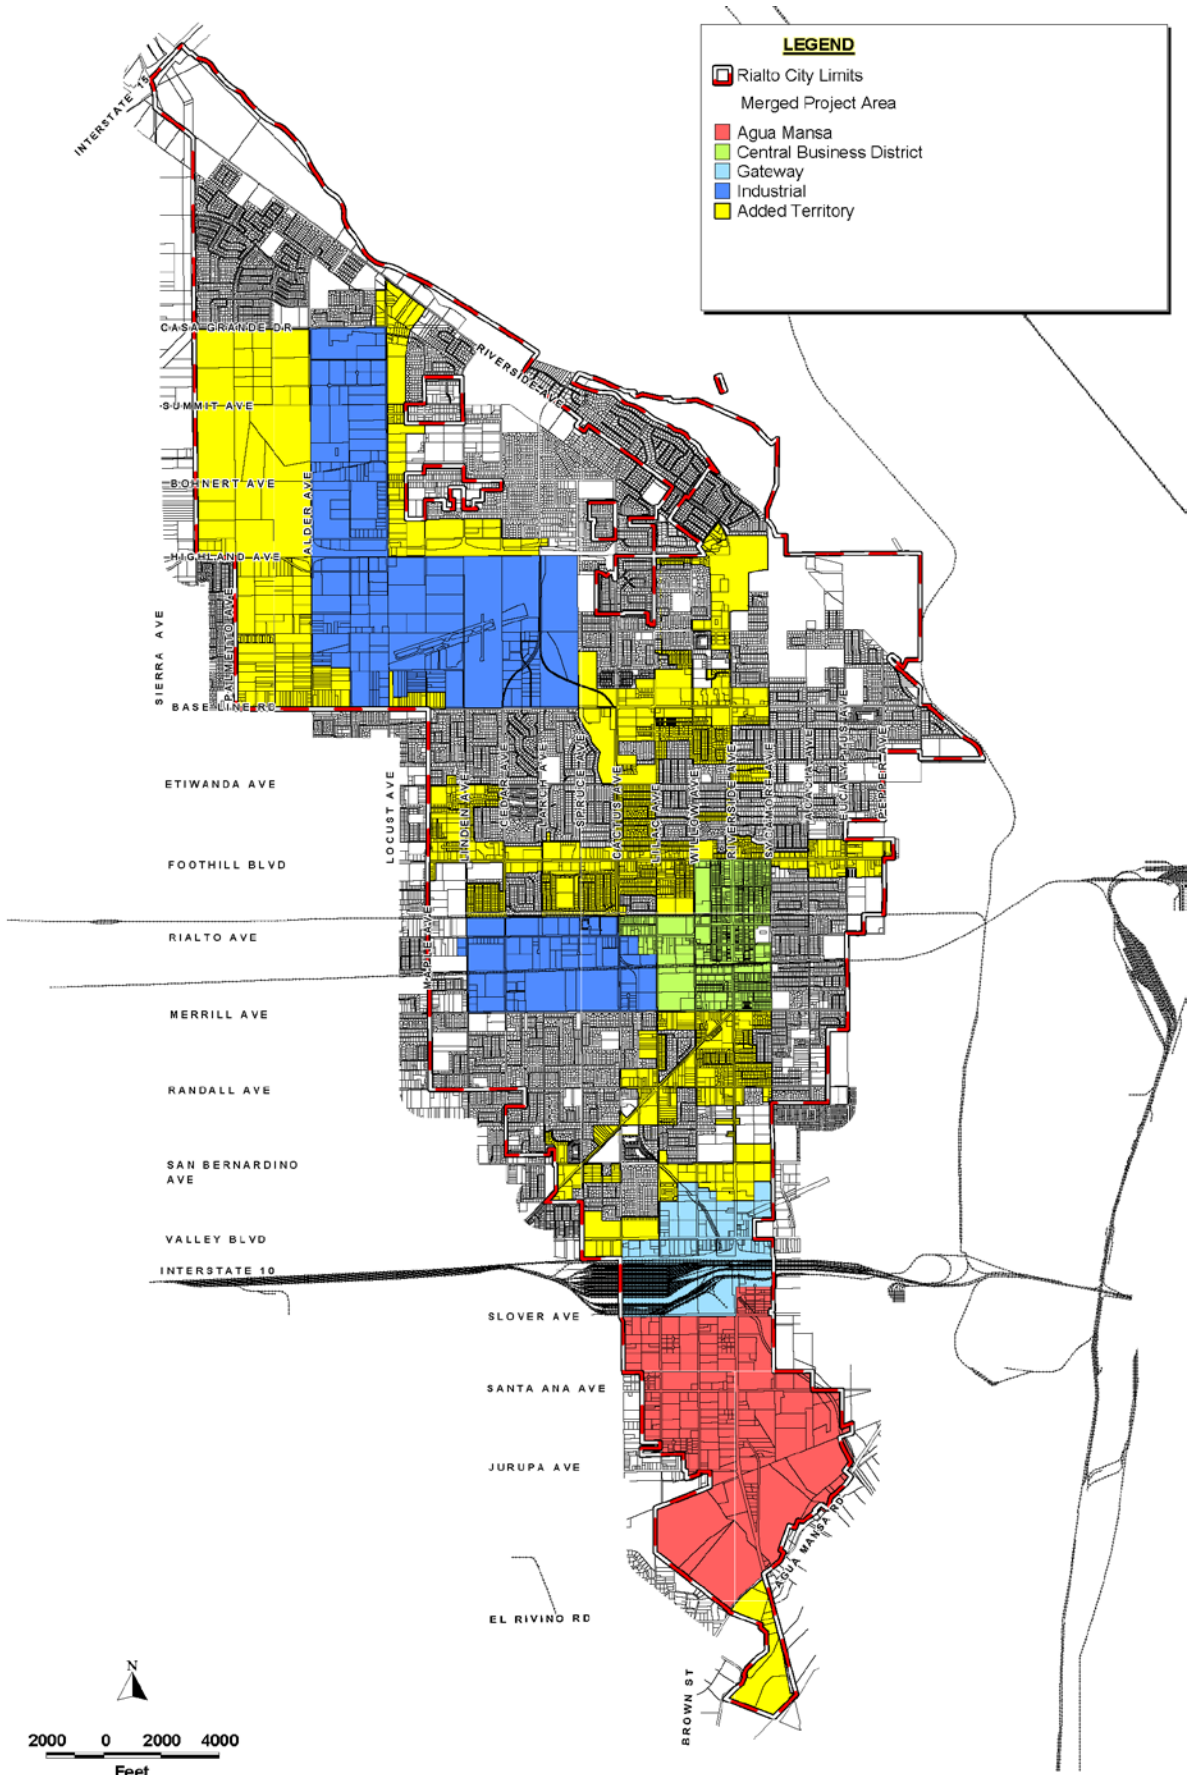 LEGEND
Rialto City Limits
Merged Project Area
Agua Mansa
Central Business District
Gateway
Industrial
Added Territory
INTERSTATE 15
CASA GRANDE DR
RIVERSIDE AVE
SUMMIT AVE
BOHNERT AVE
ALDER AVE
HIGHLAND AVE
PALMETTO AVE
SIERRA AVE
BASE LINE RD
ETIWANDA AVE
LOCUST AVE
LINDEN AVE
CEDAR AVE
LARCH AVE
SPRUCE AVE
CACTUS AVE
LILAC AVE
WILLOW AVE
RIVERSIDE AVE
SYCAMORE AVE
ACACIA AVE
EUCALYPTUS AVE
PEPPER AVE
FOOTHILL BLVD
RIALTO AVE
MAPLE AVE
MERRILL AVE
RANDALL AVE
SAN BERNARDINO
AVE
VALLEY BLVD
INTERSTATE 10
SLOVER AVE
SANTA ANA AVE
JURUPA AVE
AGUA MANSA RD
EL RIVINO RD
BROWN ST
N
2000 0 2000 4000
Feet